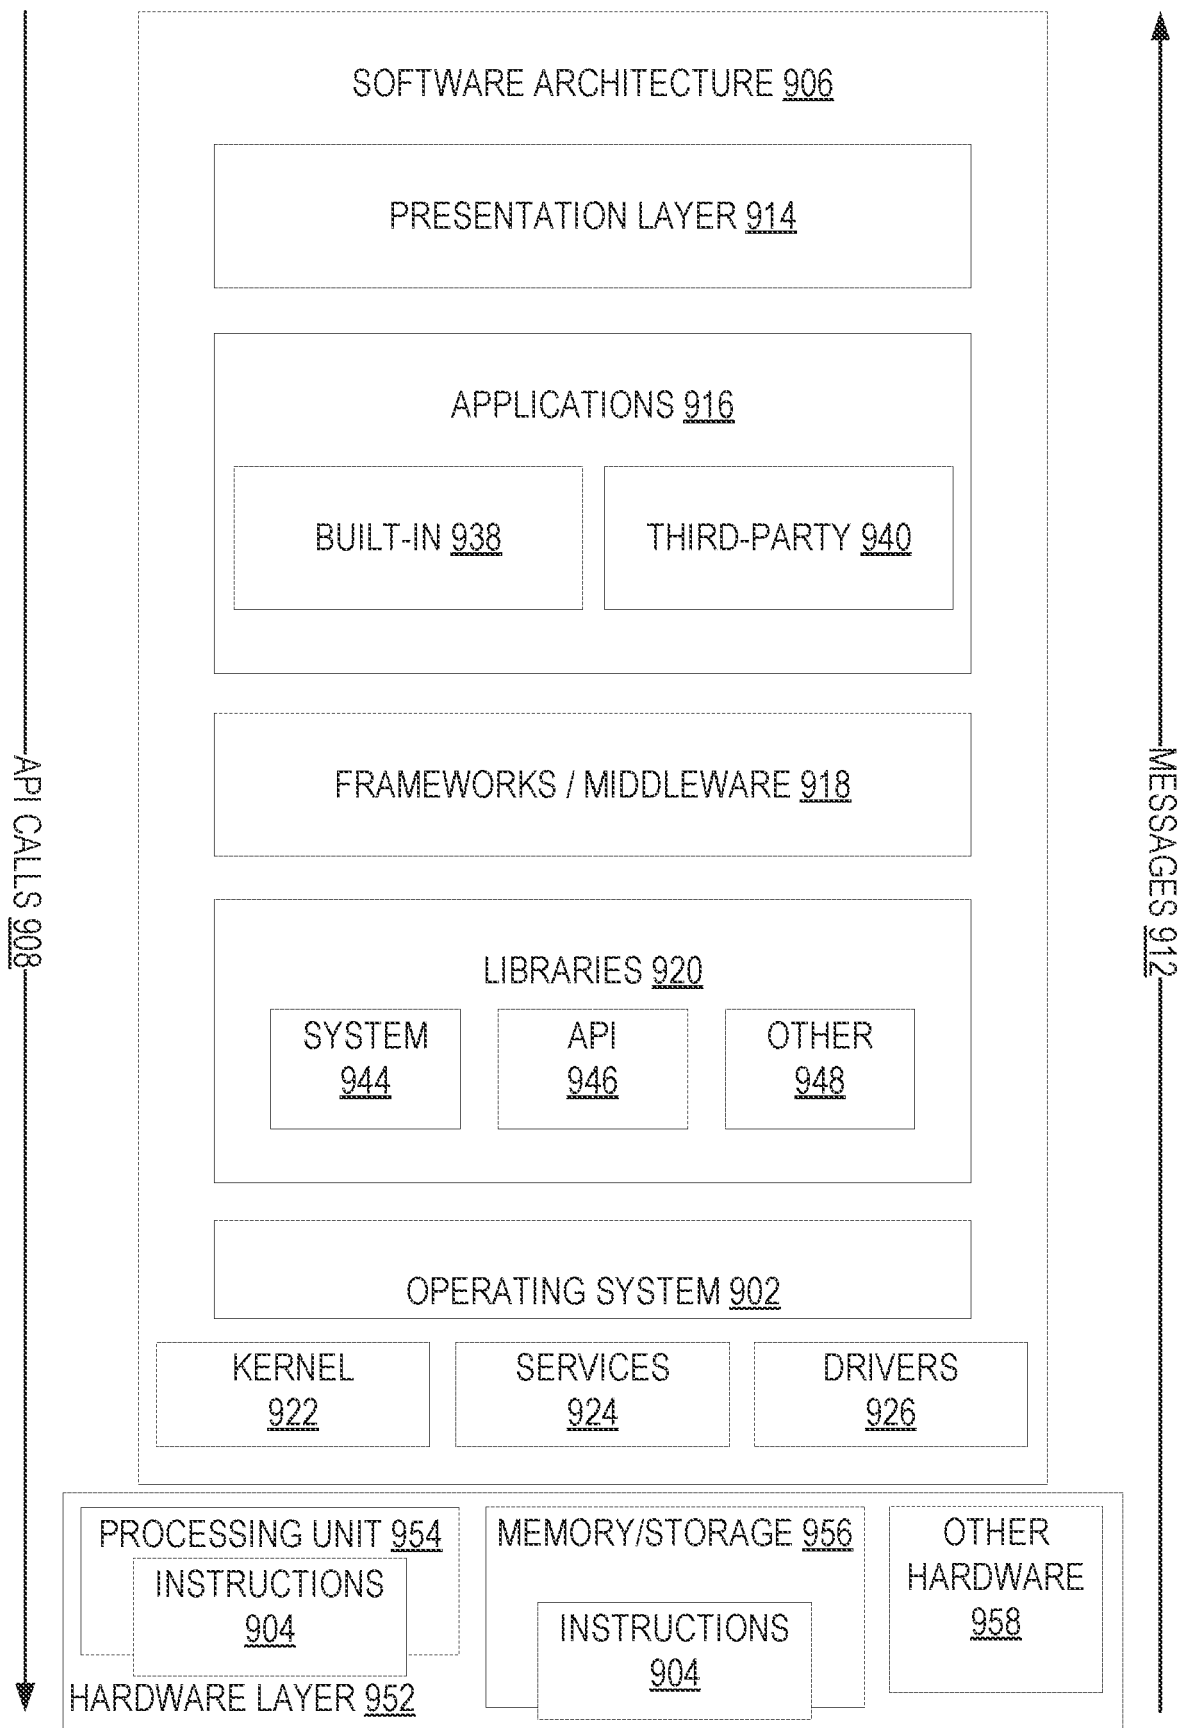 SOFTWARE ARCHITECTURE 906
PRESENTATION LAYER 914
APPLICATIONS 916
BUILT-IN 938
THIRD-PARTY 940
FRAMEWORKS / MIDDLEWARE 918
LIBRARIES 920
SYSTEM
944
API
946
OTHER
948
OPERATING SYSTEM 902
KERNEL
922
SERVICES
924
DRIVERS
926
PROCESSING UNIT 954
INSTRUCTIONS
904
MEMORY/STORAGE 956
INSTRUCTIONS
904
OTHER
HARDWARE
958
HARDWARE LAYER 952
API CALLS 908
MESSAGES 912